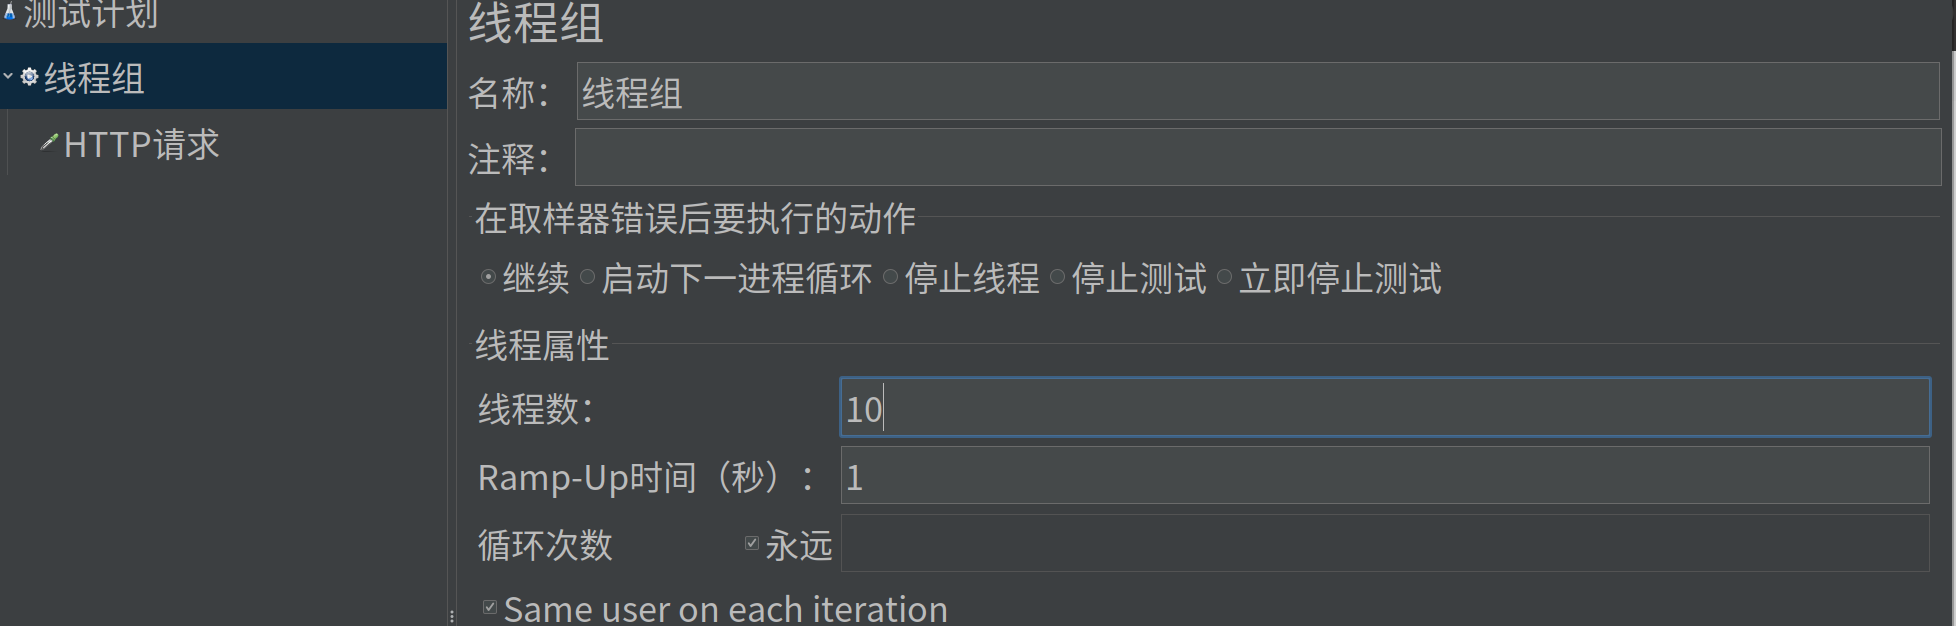 测试计划
线程组
HTTP请求
线程组
名称： 线程组
注释：
在取样器错误后要执行的动作
继续 启动下一进程循环 停止线程 停止测试 立即停止测试
线程属性
线程数： 10
Ramp-Up时间（秒）： 1
循环次数 永远
Same user on each iteration